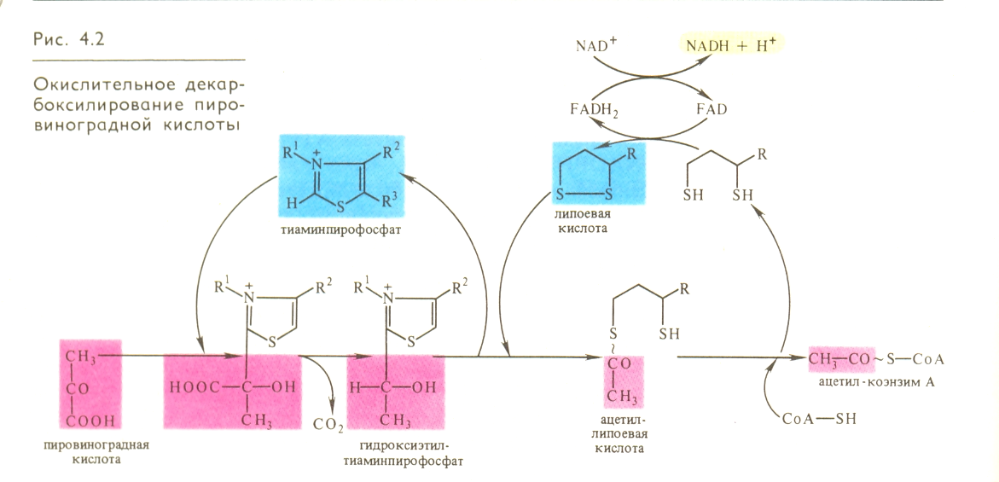 Рис. 4.2
Окислительное декар-
боксилирование пиро-
виноградной кислоты
NAD⁺ NADH + H⁺
FADH₂ FAD
R¹ + N R² H S R³
тиаминпирофосфат
R S S
липоевая
кислота
R SH SH
R¹ + N R² S
R¹ + N R² S
R S SH
CH₃
CO
COOH
пировиноградная
кислота
HOOC—C—OH
CH₃
CO₂
H—C—OH
CH₃
гидроксиэтил-
тиаминпирофосфат
~
CO
CH₃
ацетил-
липоевая
кислота
CH₃—CO~S—CoA
ацетил-коэнзим А
CoA—SH